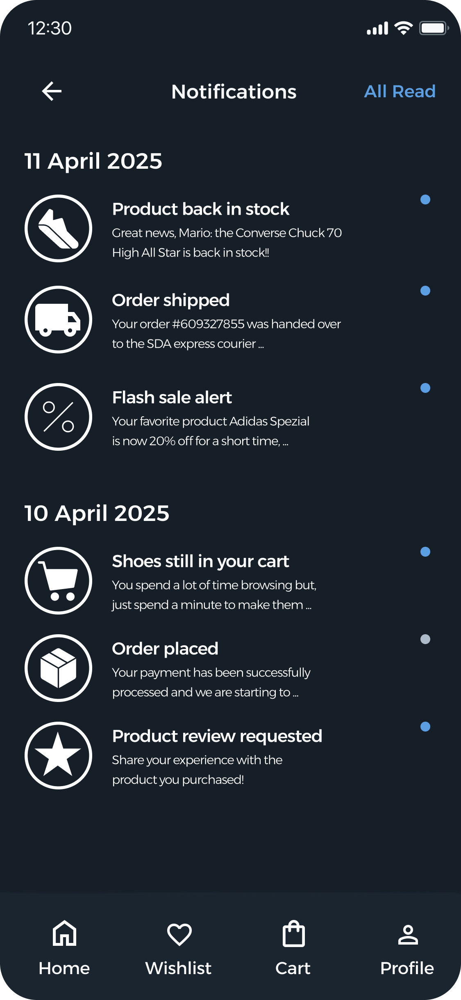 12:30
Notifications
All Read
11 April 2025
Product back in stock
Great news, Mario: the Converse Chuck 70
High All Star is back in stock!!
Order shipped
Your order #609327855 was handed over
to the SDA express courier ...
Flash sale alert
Your favorite product Adidas Spezial
is now 20% off for a short time, ...
10 April 2025
Shoes still in your cart
You spend a lot of time browsing but,
just spend a minute to make them ...
Order placed
Your payment has been successfully
processed and we are starting to ...
Product review requested
Share your experience with the
product you purchased!
Home
Wishlist
Cart
Profile